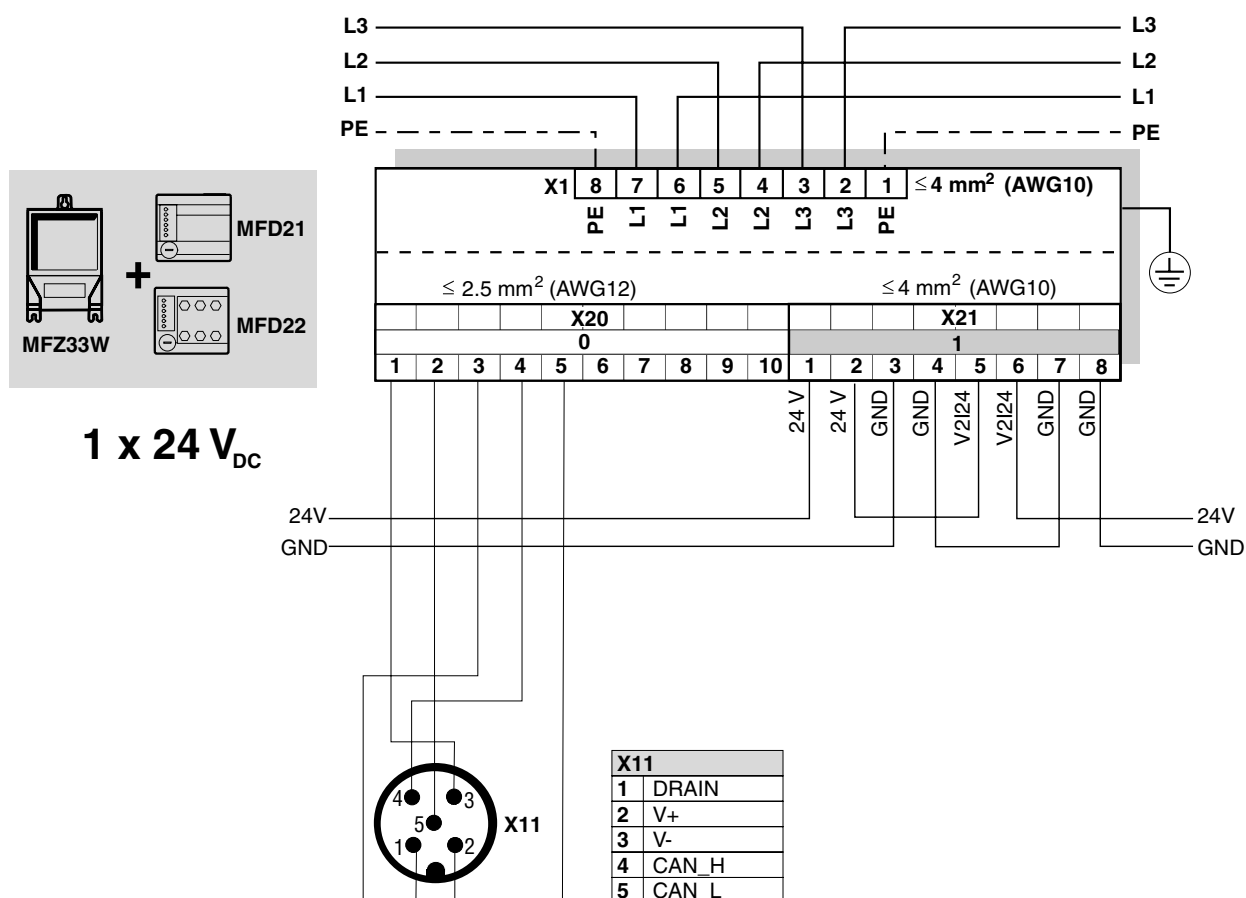 L3 L3
L2 L2
L1 L1
PE PE
X1 8 7 6 5 4 3 2 1 ≤ 4 mm² (AWG10)
PE L1 L1 L2 L2 L3 L3 PE
MFD21
+
MFD22
MFZ33W
≤ 2.5 mm² (AWG12) ≤ 4 mm² (AWG10)
X20 X21
0 1
1 2 3 4 5 6 7 8 9 10 1 2 3 4 5 6 7 8
24 V 24 V GND GND V2I24 V2I24 GND GND
1 x 24 V DC
24V 24V
GND GND
4 3
5 X11
1 2
X11
1 DRAIN
2 V+
3 V-
4 CAN_H
5 CAN_L